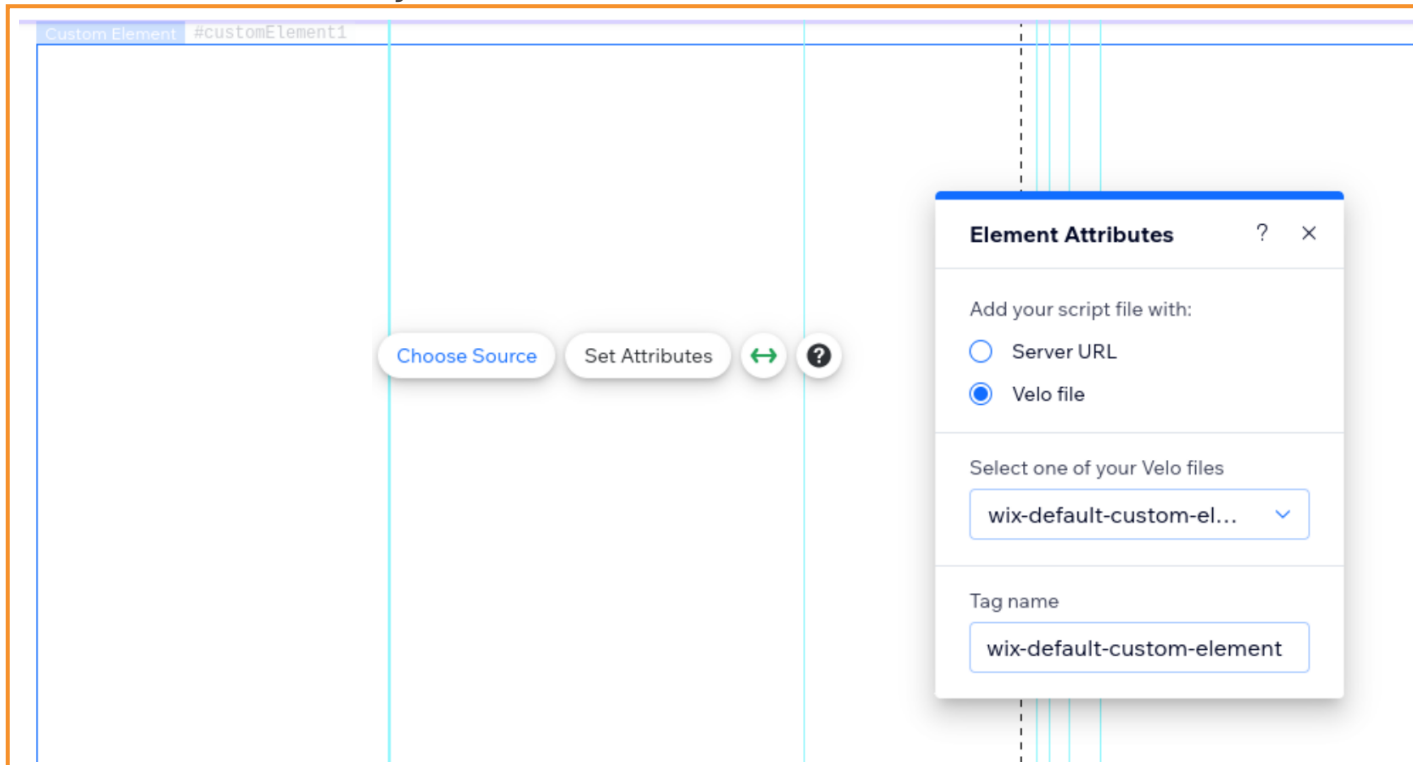 Custom Element #customElement1
Element Attributes ?
Add your script file with:
Server URL
Choose Source Set Attributes ?
Velo file
Select one of your Velo files
wix-default-custom-el...
Tag name
wix-default-custom-element